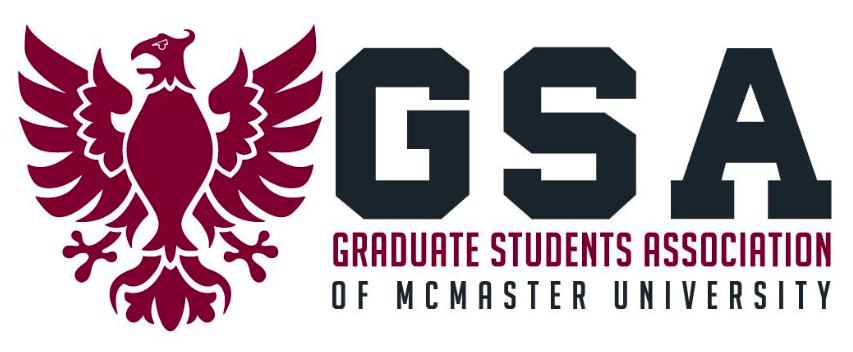 GSA
GRADUATE STUDENTS ASSOCIATION
OF MCMASTER UNIVERSITY